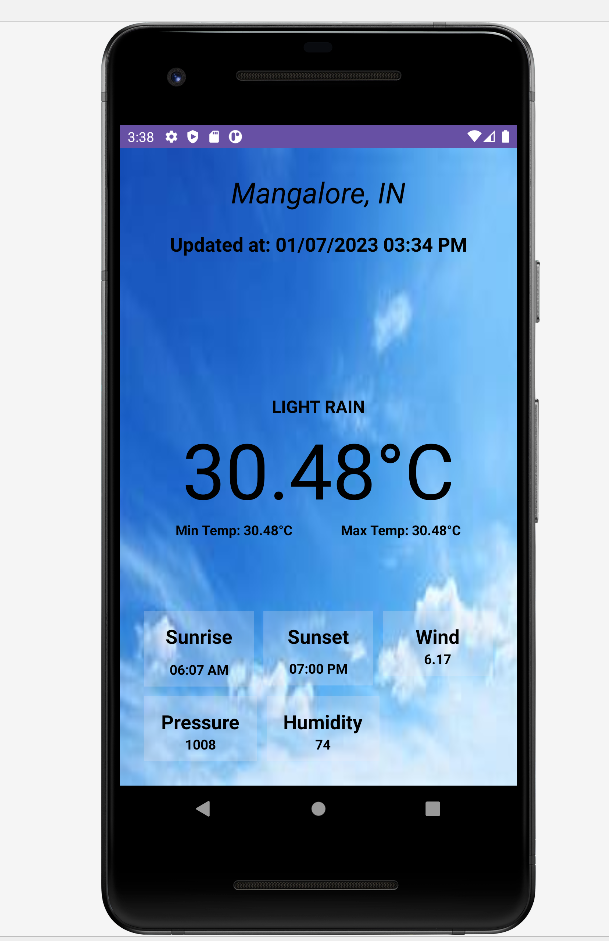 3:38
Mangalore, IN
Updated at: 01/07/2023 03:34 PM
LIGHT RAIN
30.48°C
Min Temp: 30.48°C Max Temp: 30.48°C
Sunrise Sunset Wind
06:07 AM 07:00 PM 6.17
Pressure Humidity
1008 74